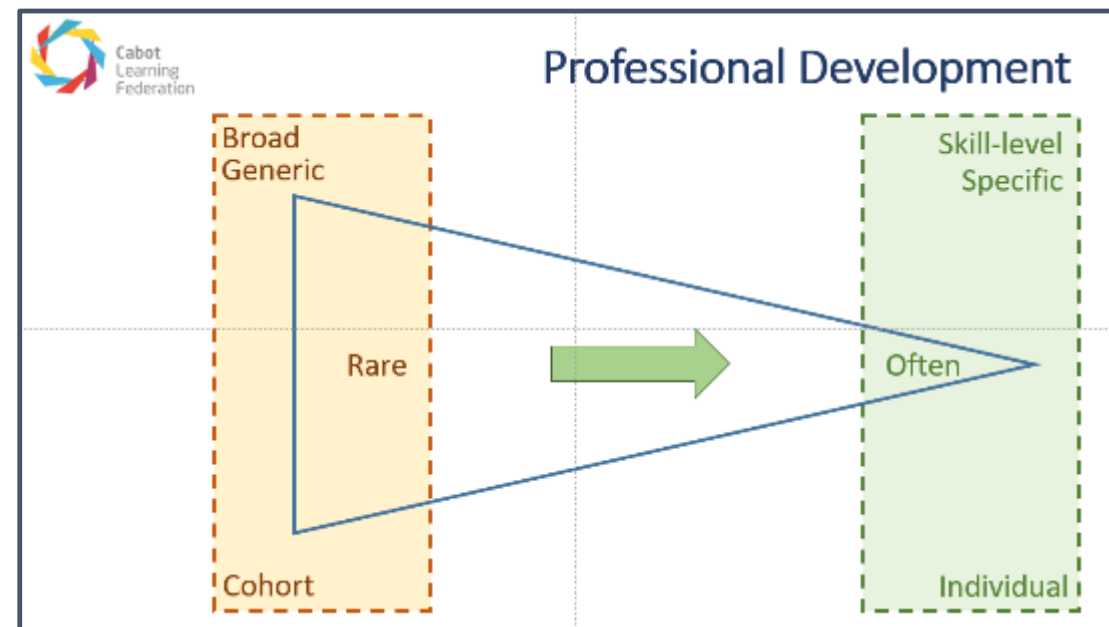 Cabot
Learning
Federation
Professional Development
Broad
Generic
Skill-level
Specific
Rare
Often
Cohort
Individual